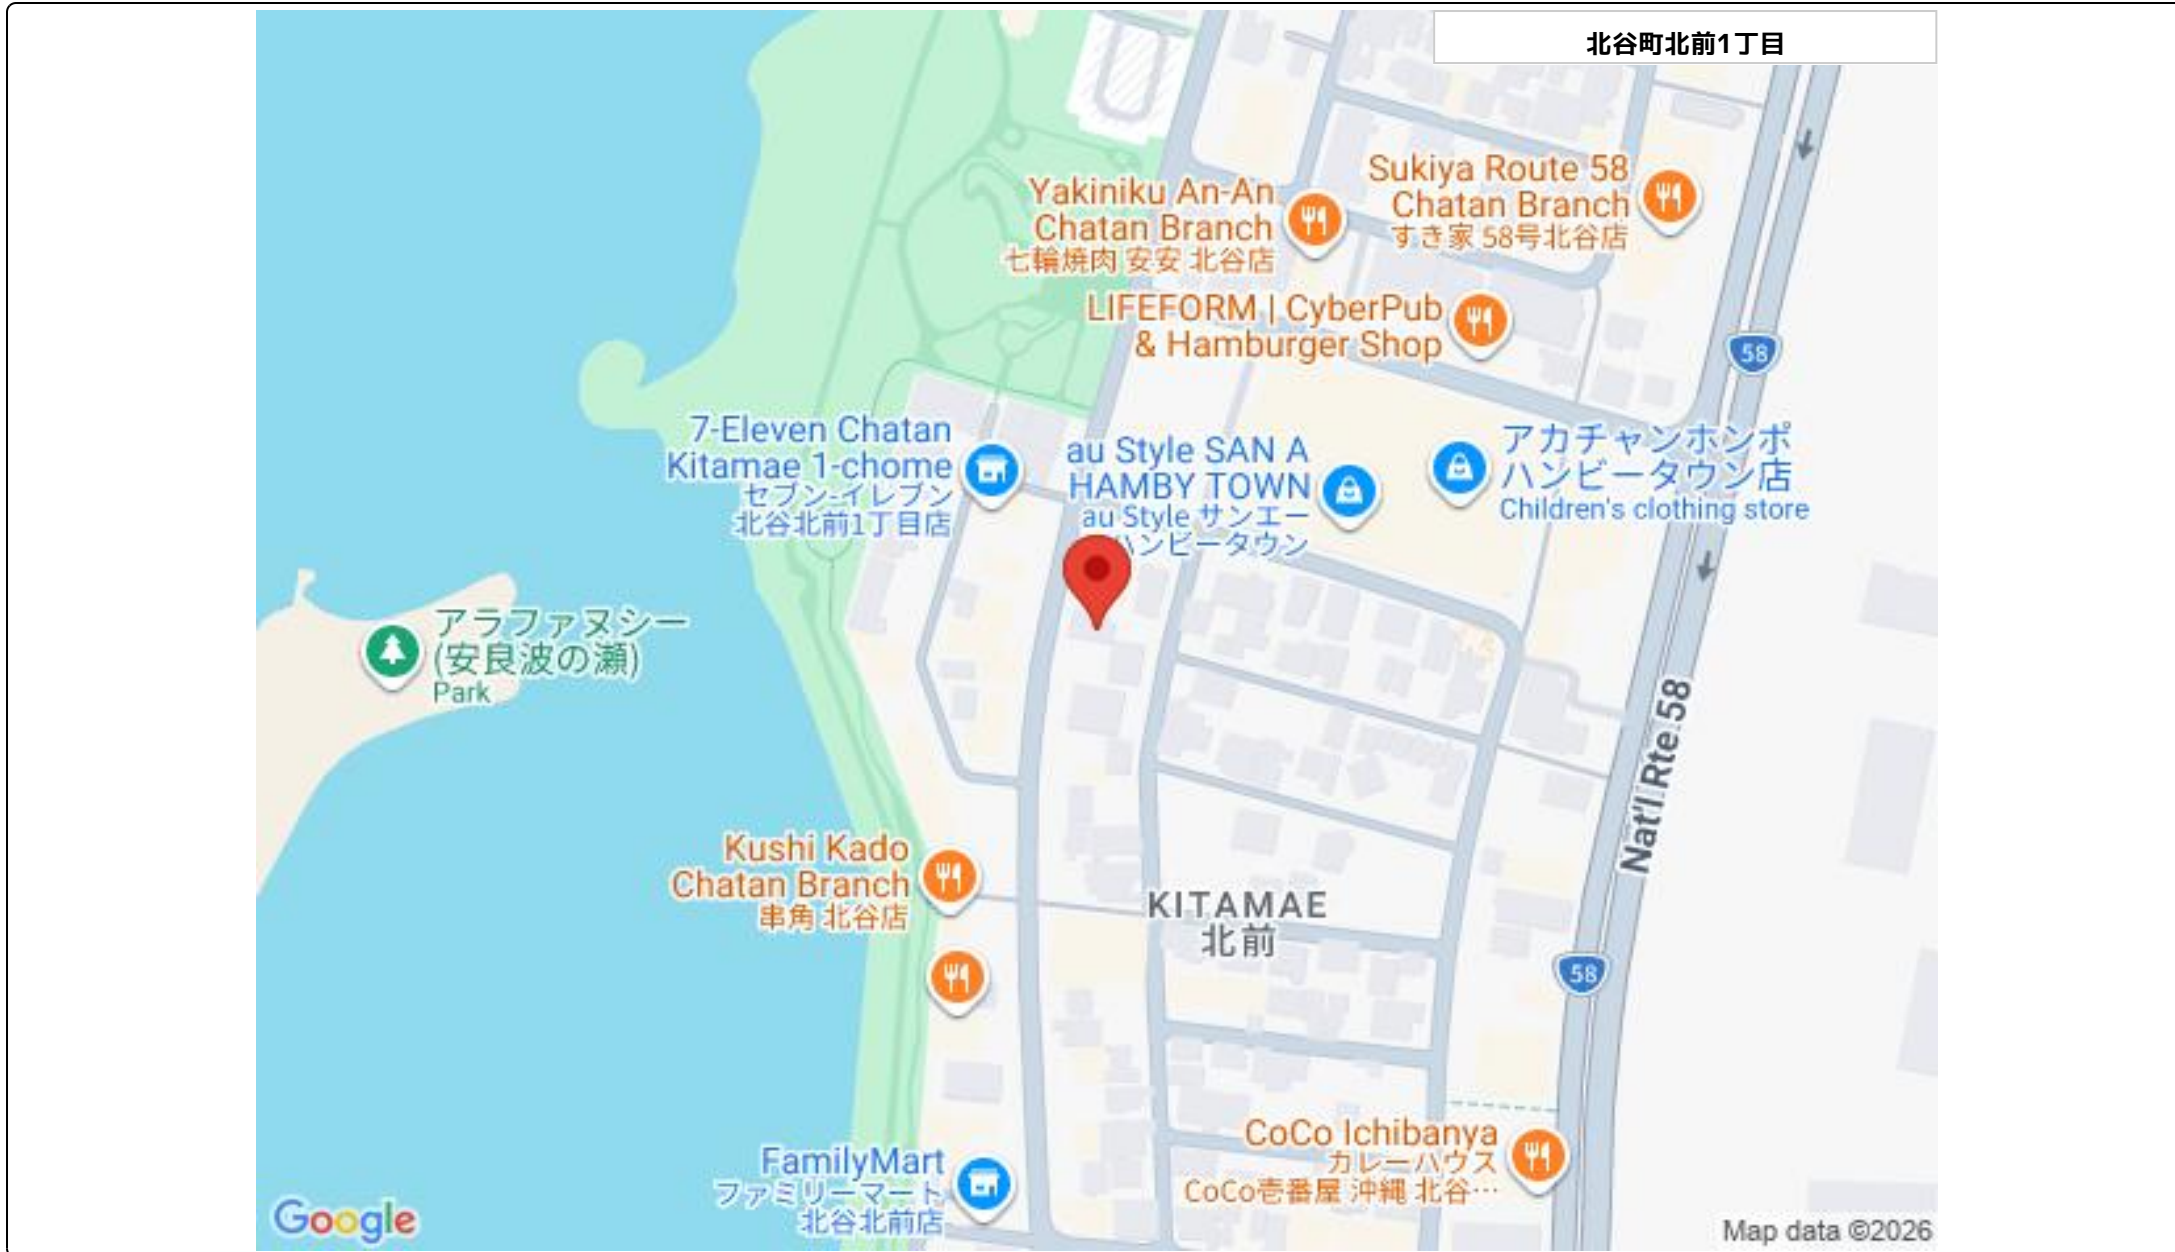 北谷町北前1丁目
Yakiniku An-An
Chatan Branch
七輪焼肉 安安 北谷店
Sukiya Route 58
Chatan Branch
すき家 58号北谷店
LIFEFORM | CyberPub
& Hamburger Shop
58
7-Eleven Chatan
Kitamae 1-chome
セブン-イレブン
北谷北前1丁目店
au Style SAN A
HAMBY TOWN
au Style サンエー
ハンビータウン
アカチャンホンポ
ハンビータウン店
Children's clothing store
アラファヌシー
(安良波の瀬)
Park
Nat'l Rte 58
Kushi Kado
Chatan Branch
串角 北谷店
KITAMAE
北前
58
CoCo Ichibanya
カレーハウス
CoCo壱番屋 沖縄 北谷…
FamilyMart
ファミリーマート
北谷北前店
Google
Map data ©2026